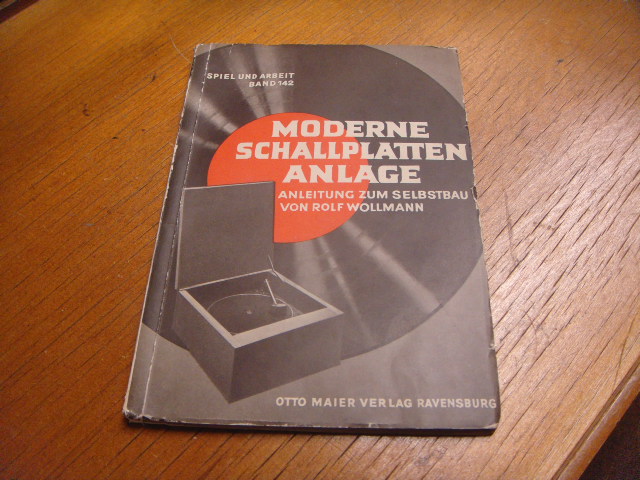 SPIEL UND ARBEIT
BAND 142
MODERNE
SCHALLPLATTEN
ANLAGE
ANLEITUNG ZUM SELBSTBAU
VON ROLF WOLLMANN
OTTO MAIER VERLAG RAVENSBURG